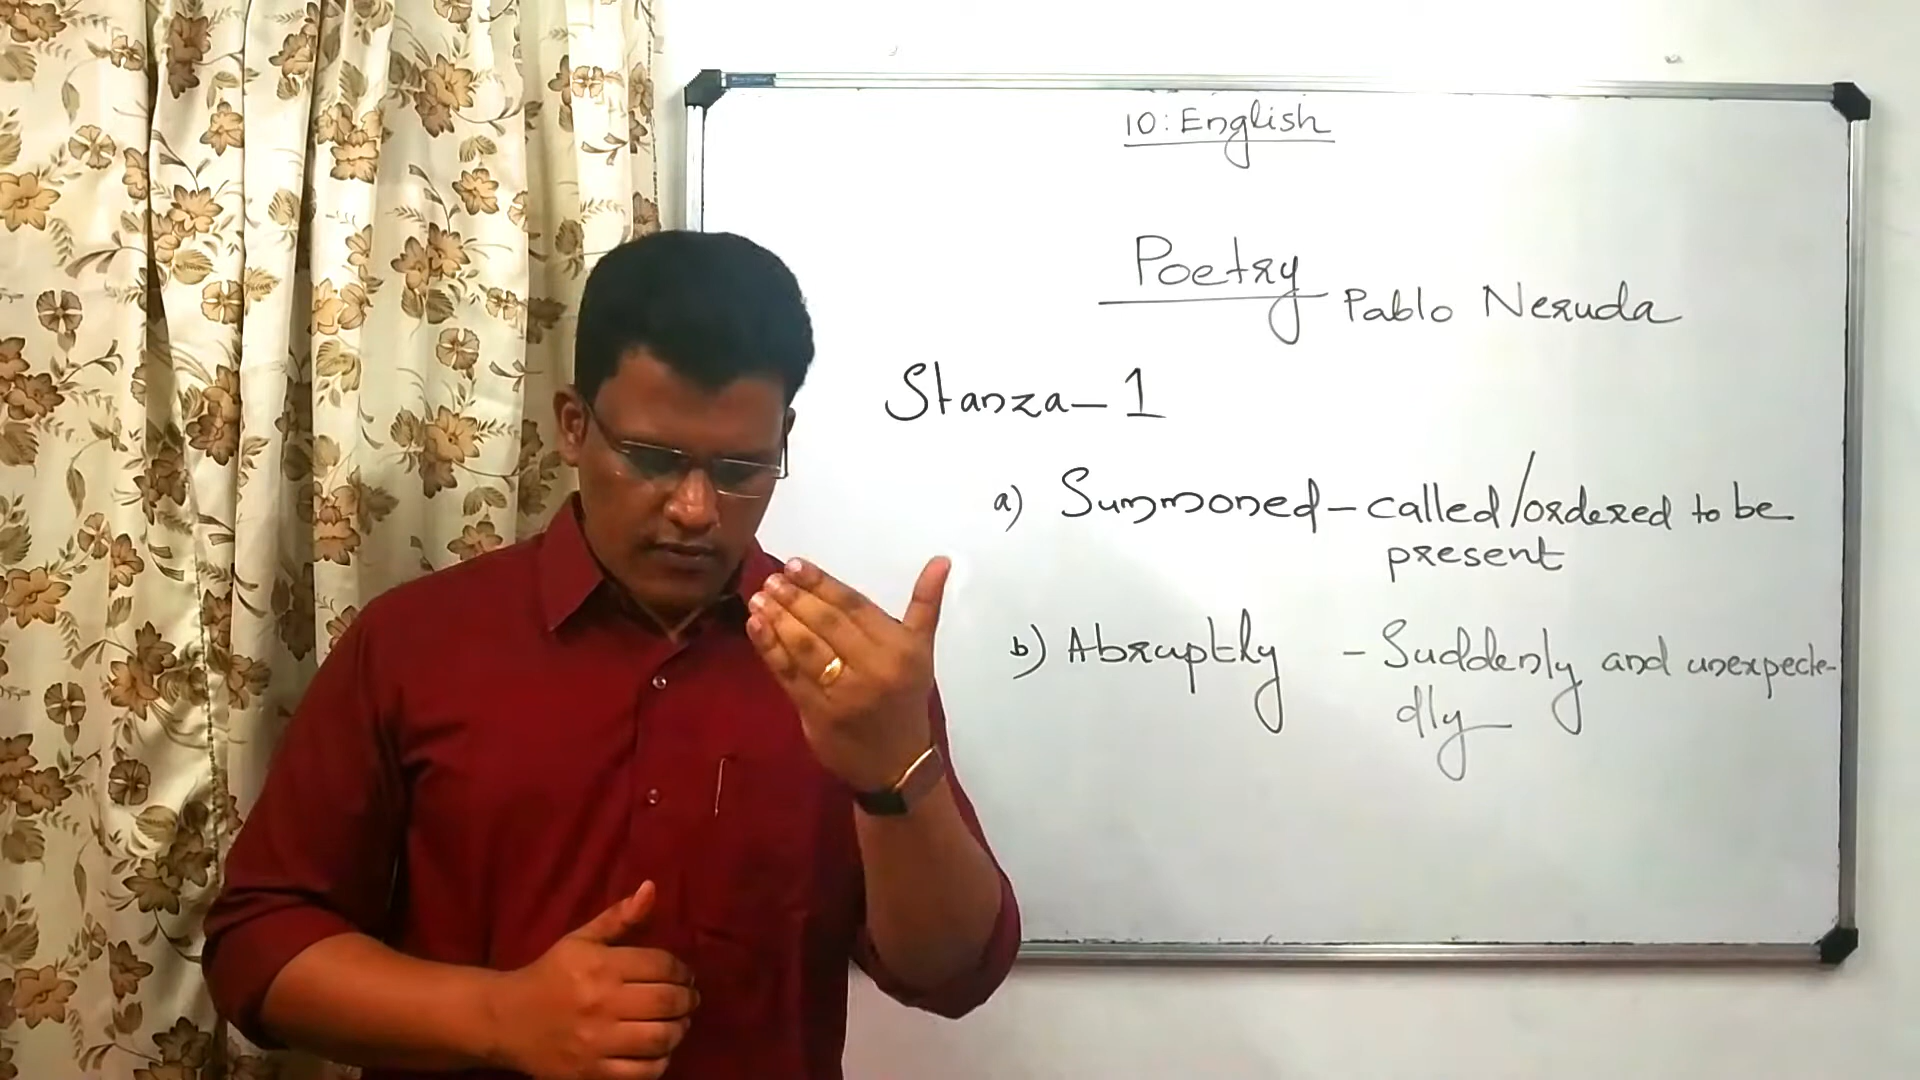 10: English
Poetry
Pablo Neruda
Stanza - 1
a) Summoned - called/ordered to be
present
b) Abruptly - Suddenly and unexpecte-
dly